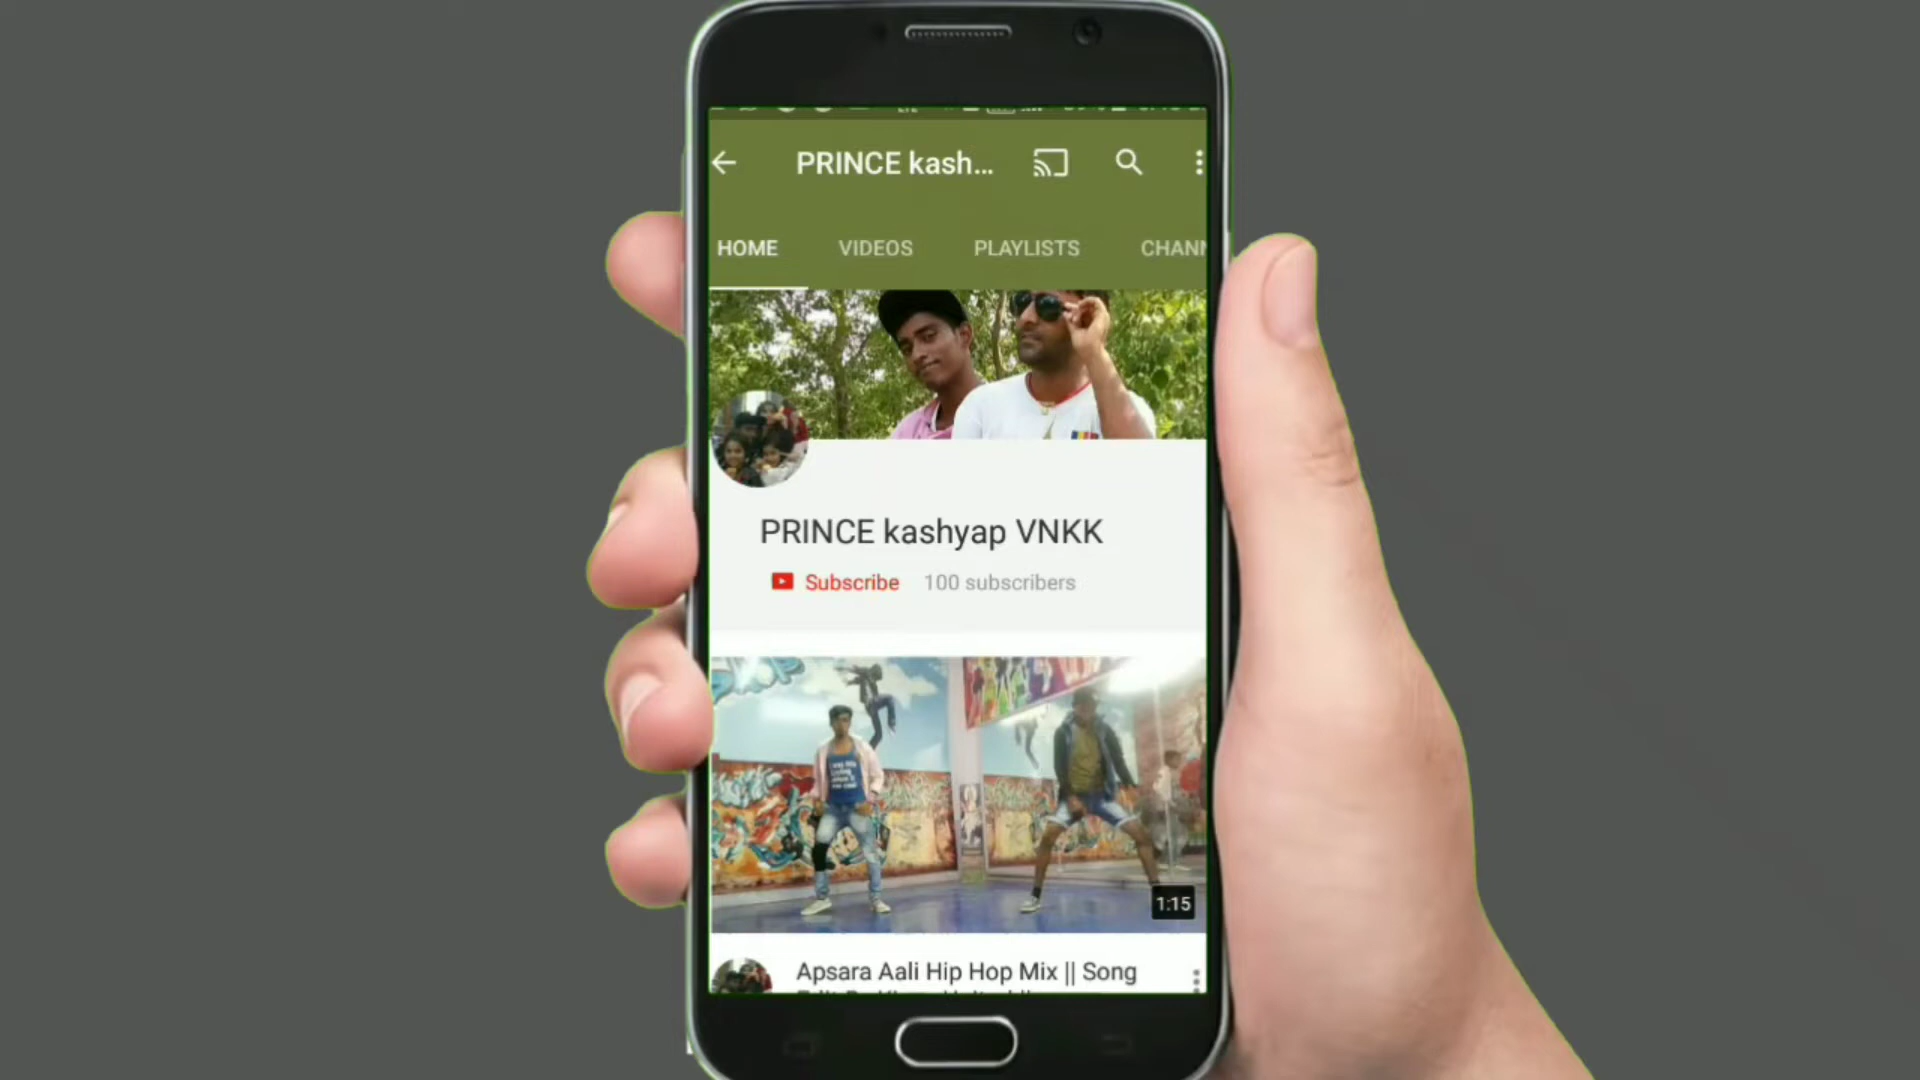 PRINCE kash...
HOME VIDEOS PLAYLISTS CHANN
PRINCE kashyap VNKK
Subscribe 100 subscribers
1:15
Apsara Aali Hip Hop Mix || Song